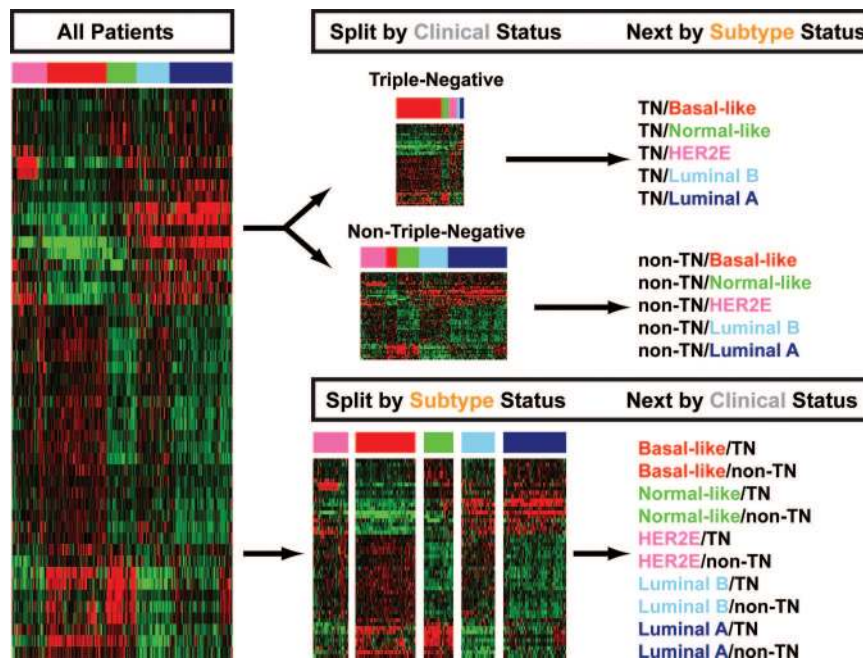 All Patients
Split by Clinical Status
Next by Subtype Status
Triple-Negative
TN/Basal-like
TN/Normal-like
TN/HER2E
TN/Luminal B
TN/Luminal A
Non-Triple-Negative
non-TN/Basal-like
non-TN/Normal-like
non-TN/HER2E
non-TN/Luminal B
non-TN/Luminal A
Split by Subtype Status
Next by Clinical Status
Basal-like/TN
Basal-like/non-TN
Normal-like/TN
Normal-like/non-TN
HER2E/TN
HER2E/non-TN
Luminal B/TN
Luminal B/non-TN
Luminal A/TN
Luminal A/non-TN